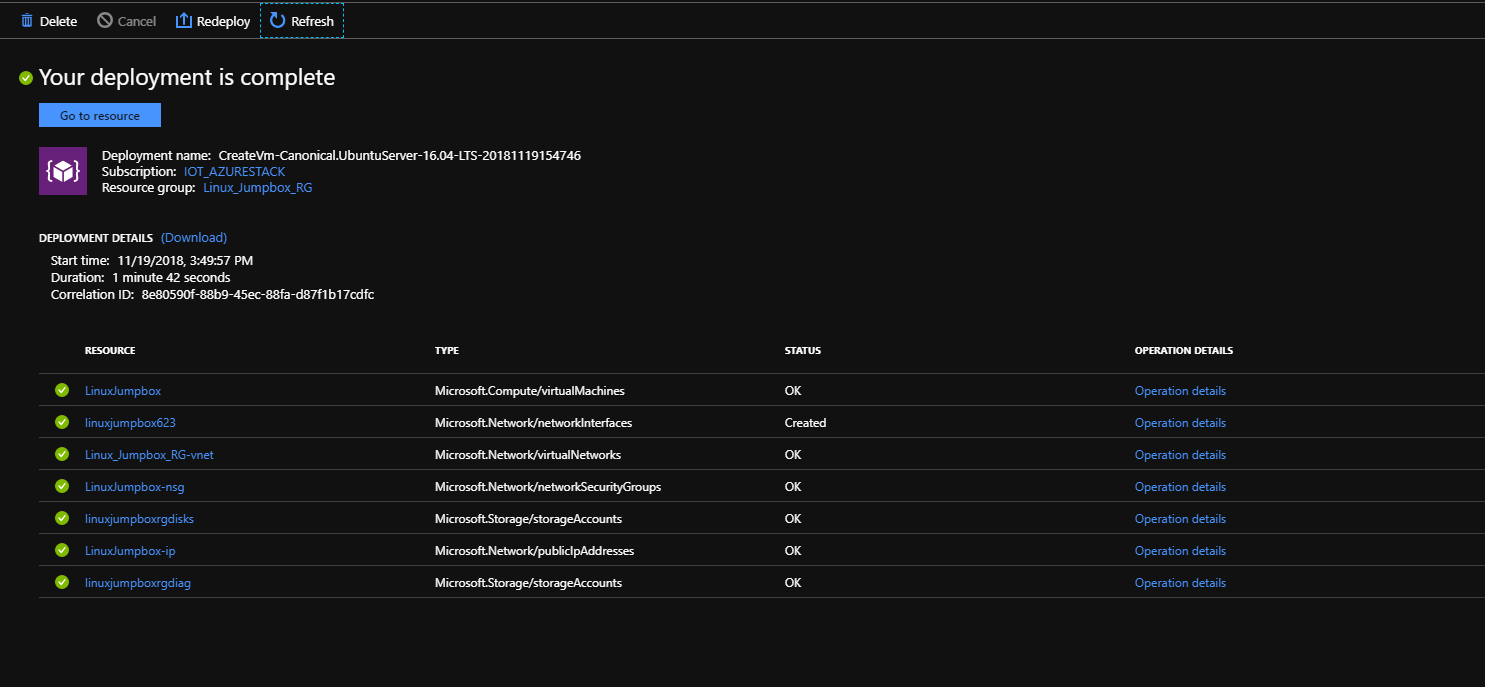 Delete Cancel Redeploy Refresh
Your deployment is complete
Go to resource
Deployment name: CreateVm-Canonical.UbuntuServer-16.04-LTS-20181119154746
Subscription: IOT_AZURESTACK
Resource group: Linux_Jumpbox_RG
DEPLOYMENT DETAILS (Download)
Start time: 11/19/2018, 3:49:57 PM
Duration: 1 minute 42 seconds
Correlation ID: 8e80590f-88b9-45ec-88fa-d87f1b17cdfc
RESOURCE TYPE STATUS OPERATION DETAILS
LinuxJumpbox Microsoft.Compute/virtualMachines OK Operation details
linuxjumpbox623 Microsoft.Network/networkInterfaces Created Operation details
Linux_Jumpbox_RG-vnet Microsoft.Network/virtualNetworks OK Operation details
LinuxJumpbox-nsg Microsoft.Network/networkSecurityGroups OK Operation details
linuxjumpboxrgdisks Microsoft.Storage/storageAccounts OK Operation details
LinuxJumpbox-ip Microsoft.Network/publicIpAddresses OK Operation details
linuxjumpboxrgdiag Microsoft.Storage/storageAccounts OK Operation details